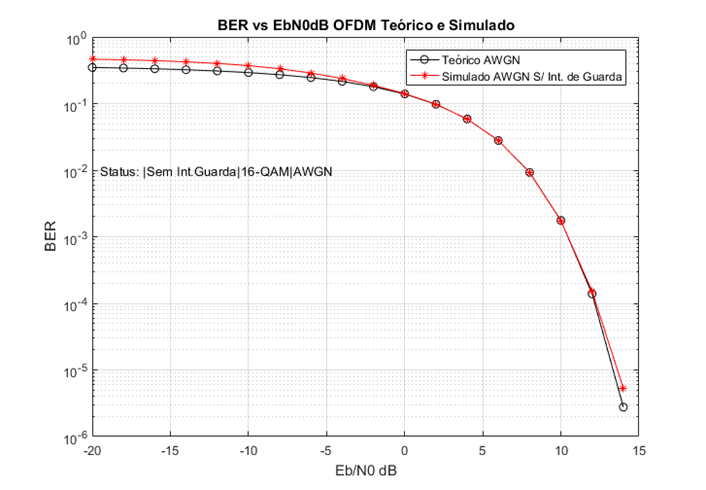 BER vs EbN0dB OFDM Teórico e Simulado
10^0
Teórico AWGN
Simulado AWGN S/ Int. de Guarda
10^-1
10^-2
Status: |Sem Int.Guarda|16-QAM|AWGN
BER
10^-3
10^-4
10^-5
10^-6
-20 -15 -10 -5 0 5 10 15
Eb/N0 dB